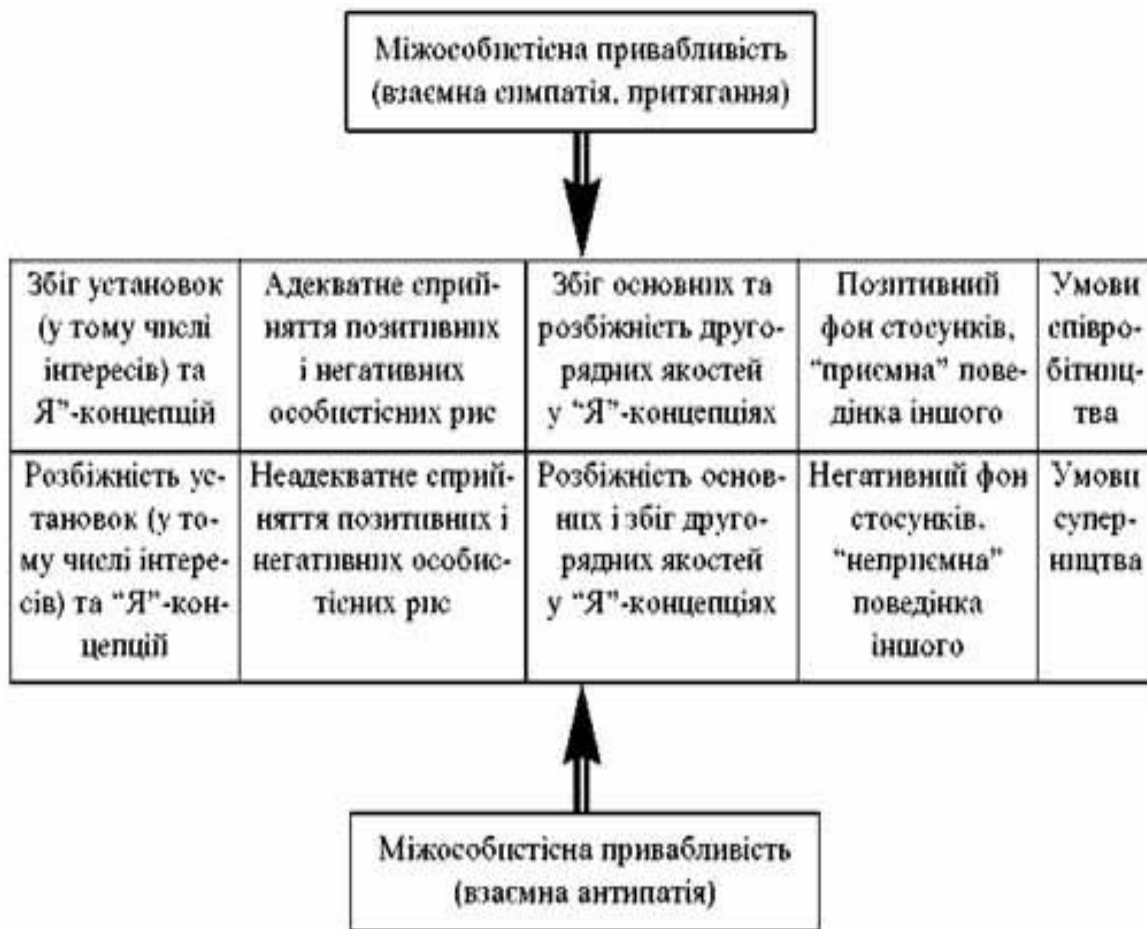 Міжособистісна привабливість
(взаємна симпатія, притягання)
Збіг установок
(у тому числі
інтересів) та
Я”-концепцій
Адекватне сприй-
няття позитивних
і негативних
особистісних рис
Збіг основних та
розбіжність друго-
рядних якостей
у “Я”-концепціях
Позитивний
фон стосунків,
“приємна” пове-
дінка іншого
Умови
співро-
бітниц-
тва
Розбіжність ус-
тановок (у то-
му числі інтере-
сів) та “Я”-кон-
цепцій
Неадекватне сприй-
няття позитивних і
негативних особис-
тісних рис
Розбіжність основ-
них і збіг друго-
рядних якостей
у “Я”-концепціях
Негативний фон
стосунків,
“неприємна”
поведінка
іншого
Умови
супер-
ництва
Міжособистісна привабливість
(взаємна антипатія)